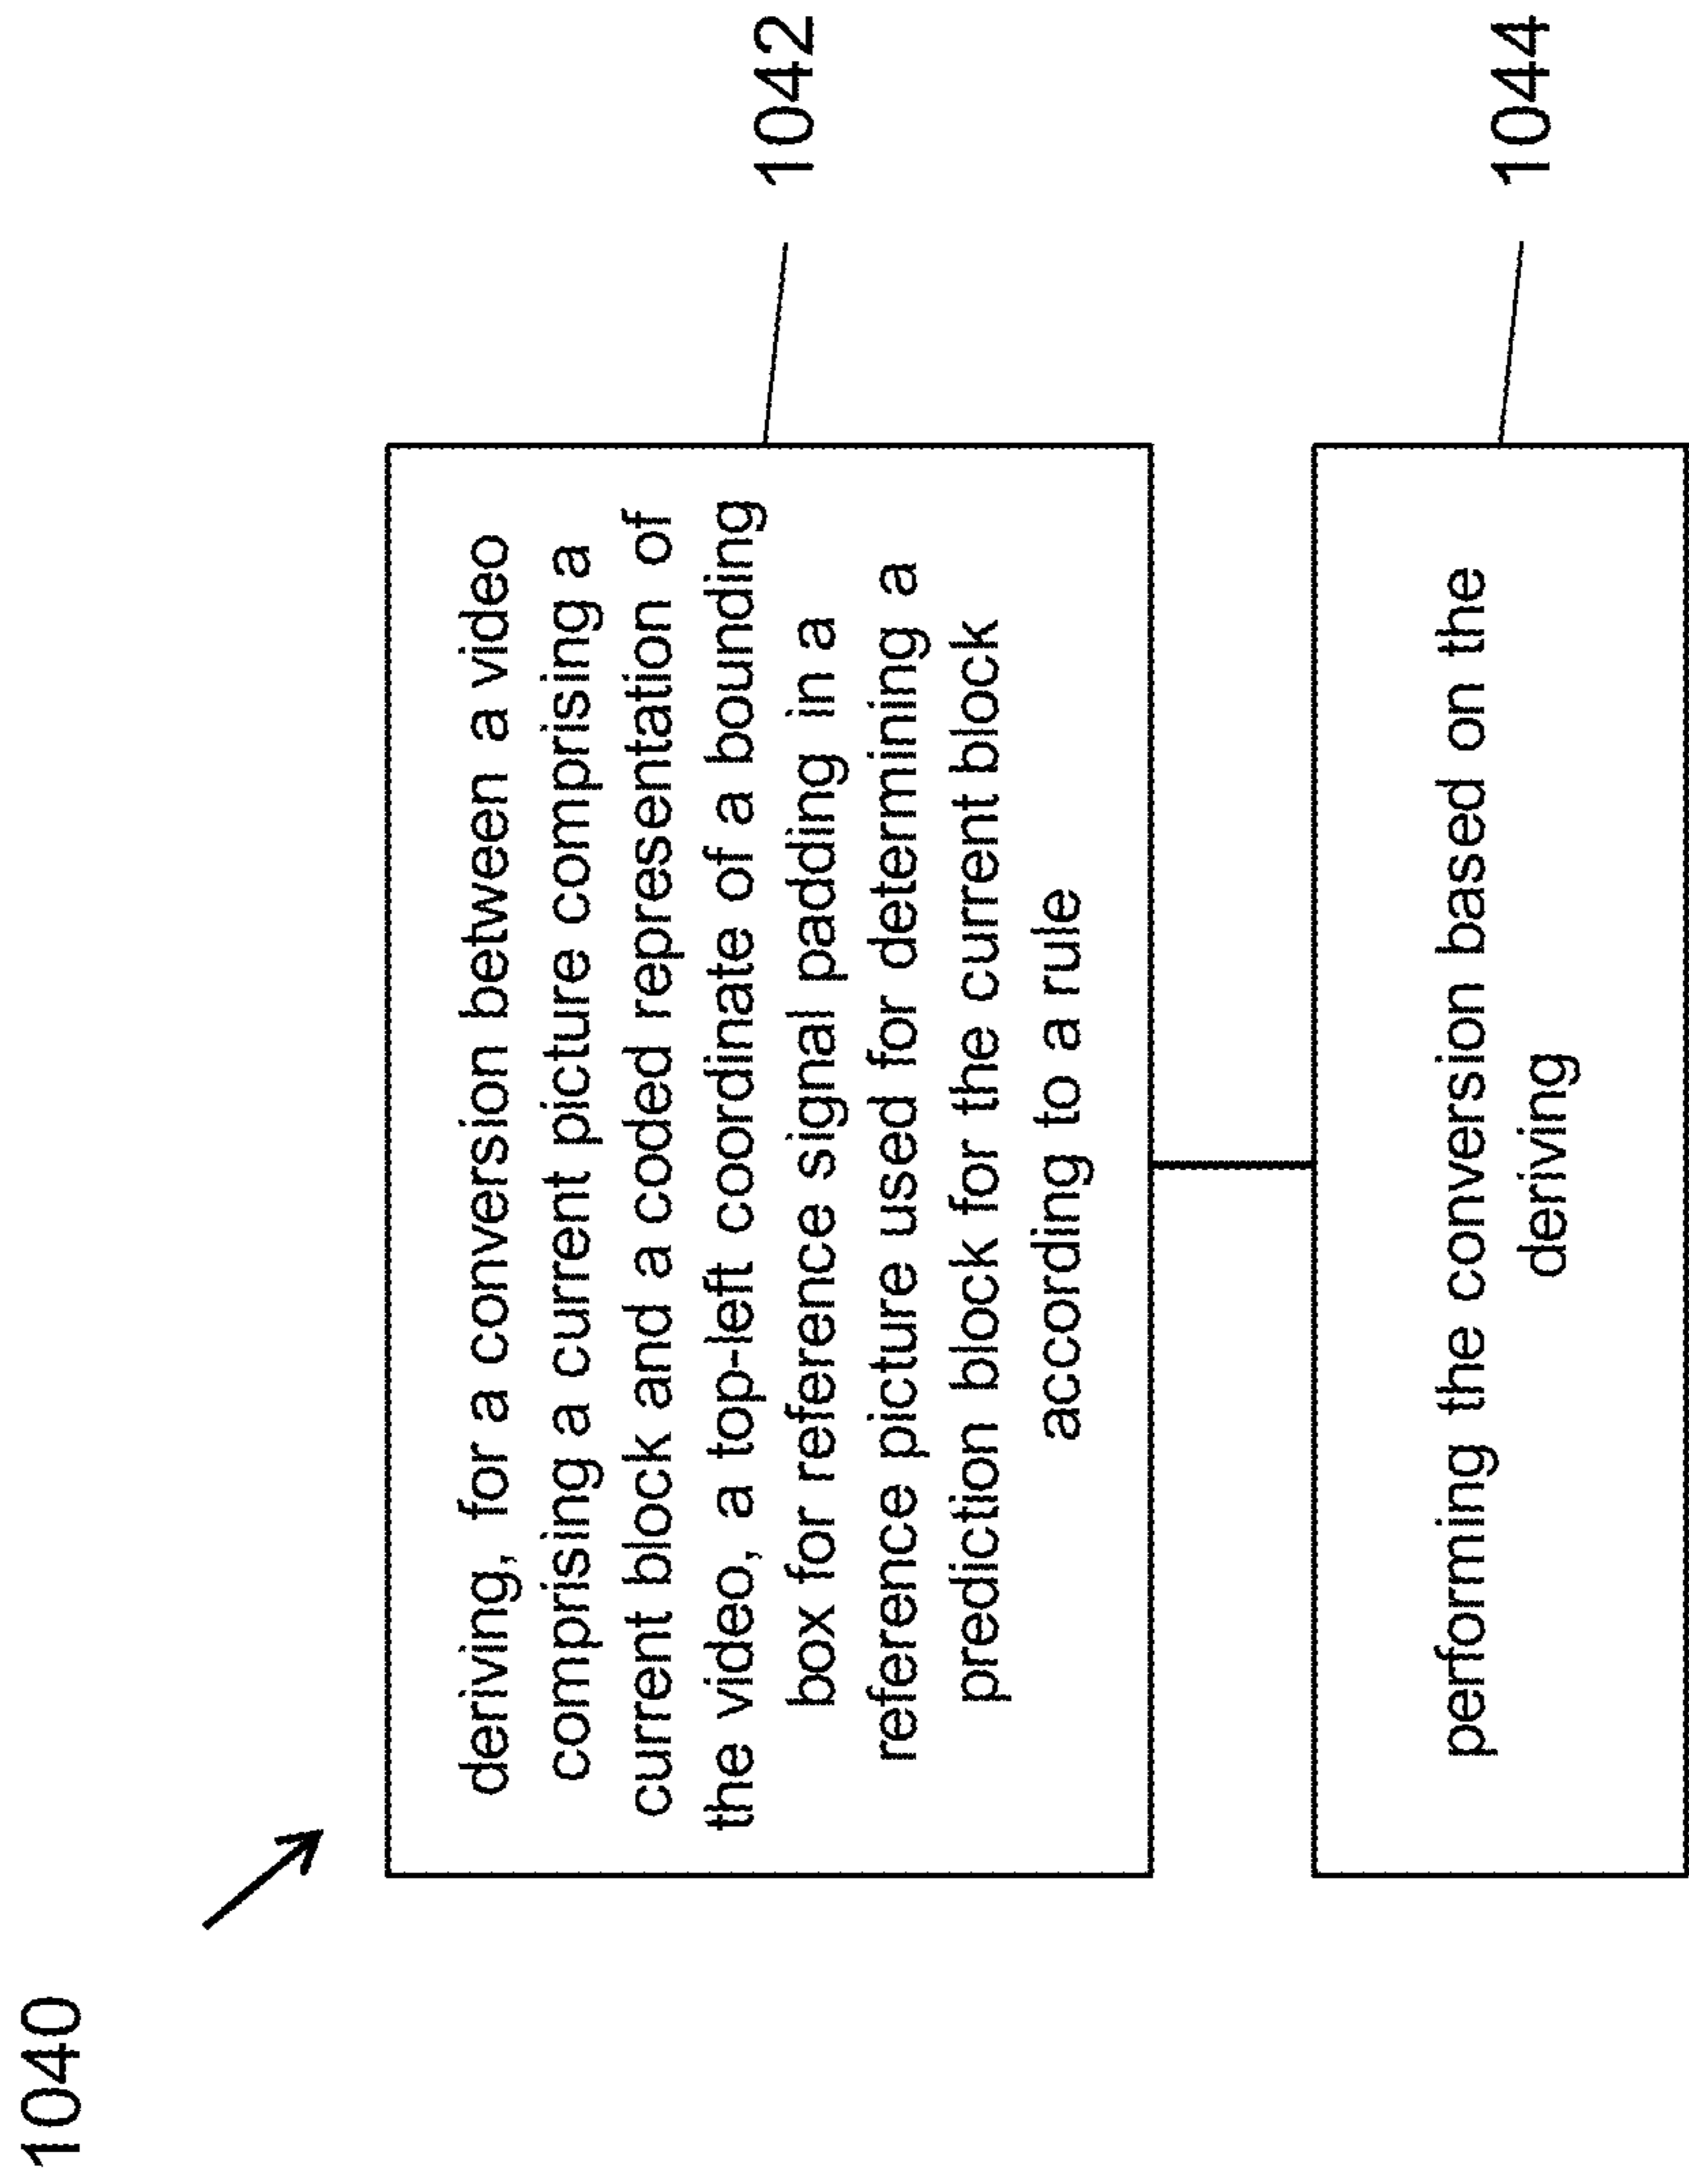 1040
deriving, for a conversion between a video
comprising a current picture comprising a
current block and a coded representation of
the video, a top-left coordinate of a bounding
box for reference signal padding in a
reference picture used for determining a
prediction block for the current block
according to a rule
1042
performing the conversion based on the
deriving
1044